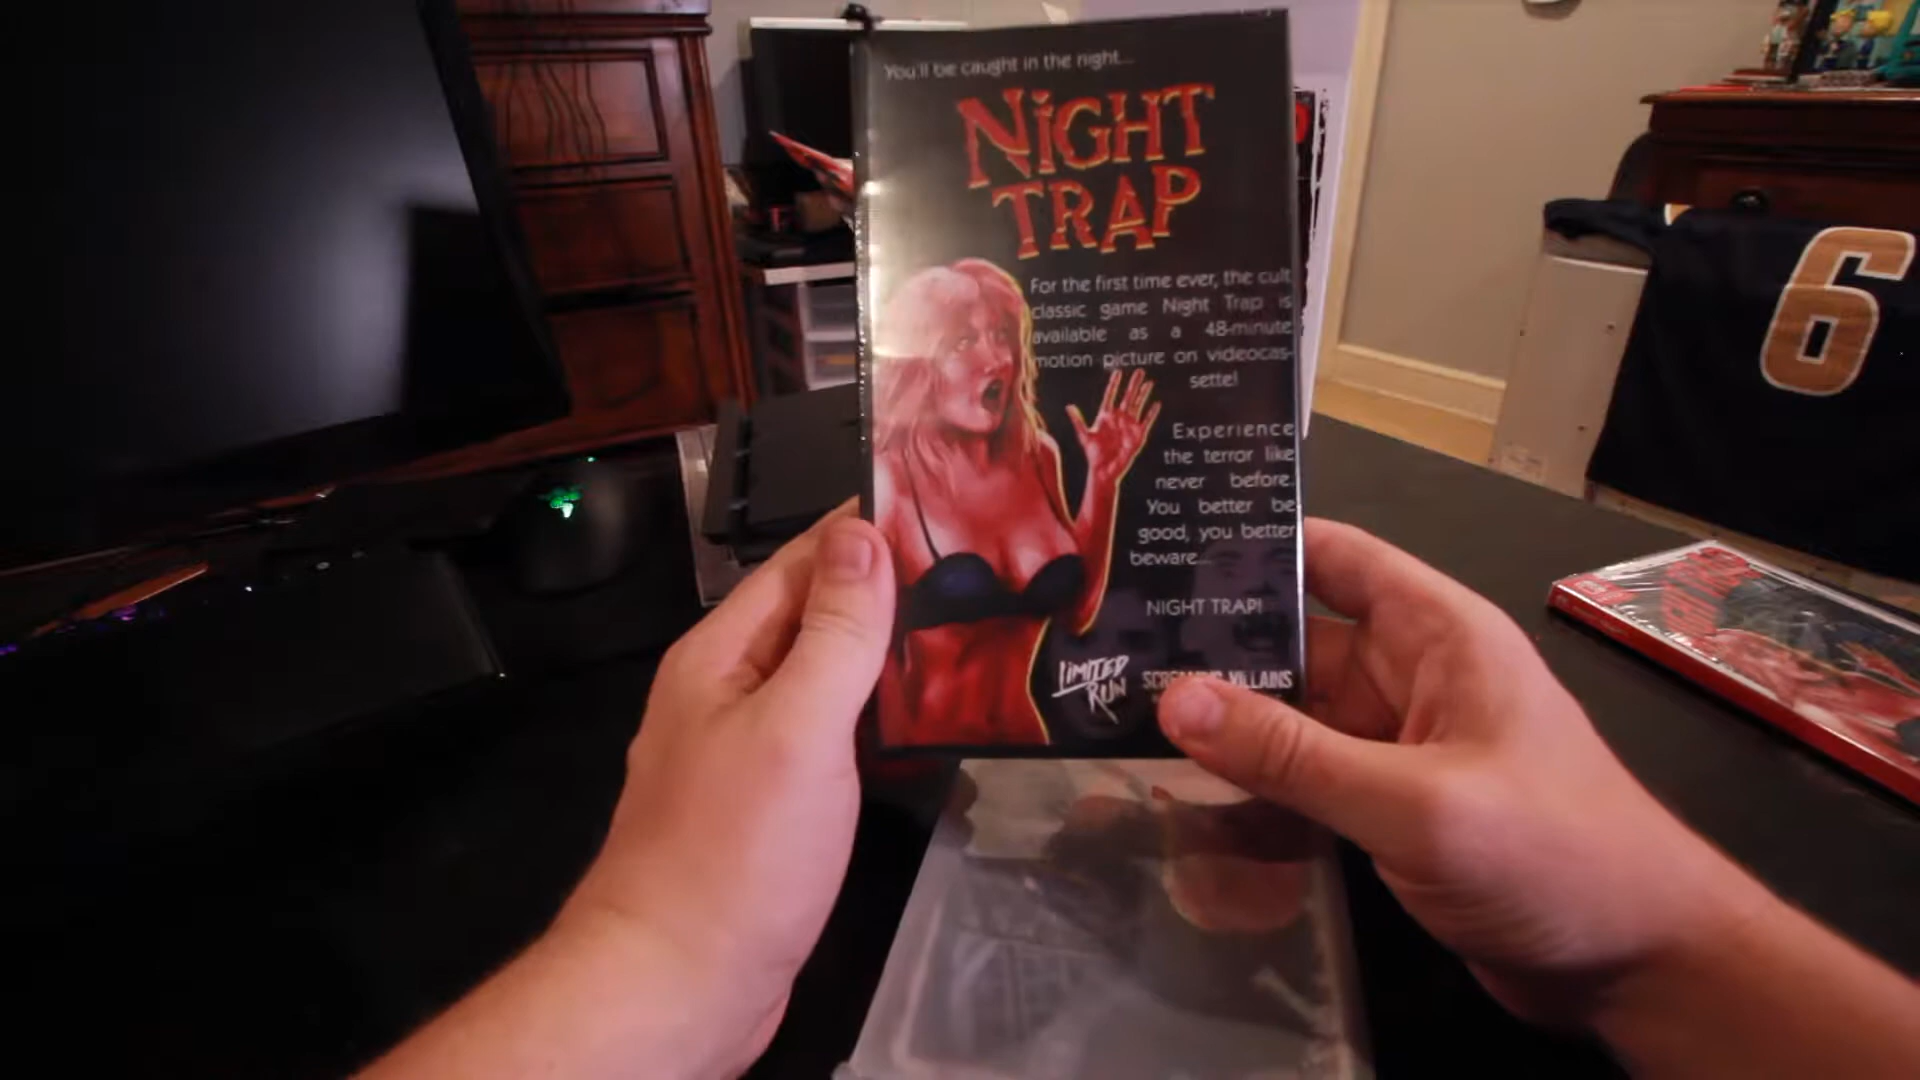 You'll be caught in the night...
NIGHT
TRAP
For the first time ever, the cult
classic game Night Trap is
available as a 48-minute
motion picture on videocas-
sette!
Experience
the terror like
never before.
You better be
good, you better
beware...
NIGHT TRAP!
LIMITED
RUN
VILLAINS
6